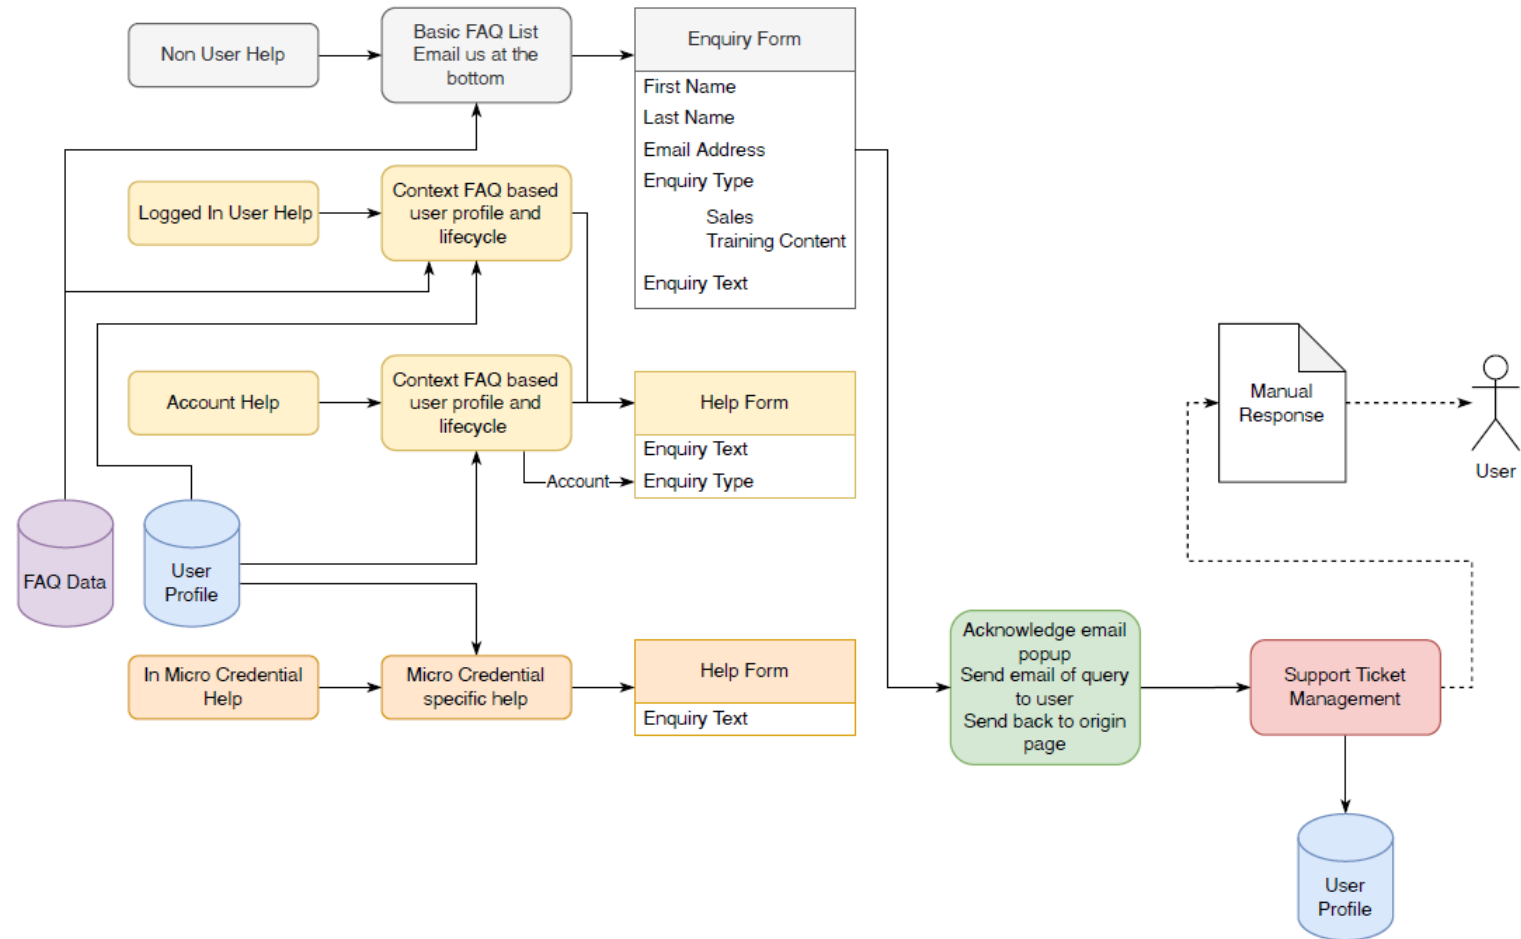 Non User Help
Basic FAQ List
Email us at the
bottom
Enquiry Form
First Name
Last Name
Email Address
Enquiry Type
Sales
Training Content
Enquiry Text
Logged In User Help
Context FAQ based
user profile and
lifecycle
Account Help
Context FAQ based
user profile and
lifecycle
Help Form
Enquiry Text
Account
Enquiry Type
Manual
Response
User
FAQ Data
User
Profile
In Micro Credential
Help
Micro Credential
specific help
Help Form
Enquiry Text
Acknowledge email
popup
Send email of query
to user
Send back to origin
page
Support Ticket
Management
User
Profile